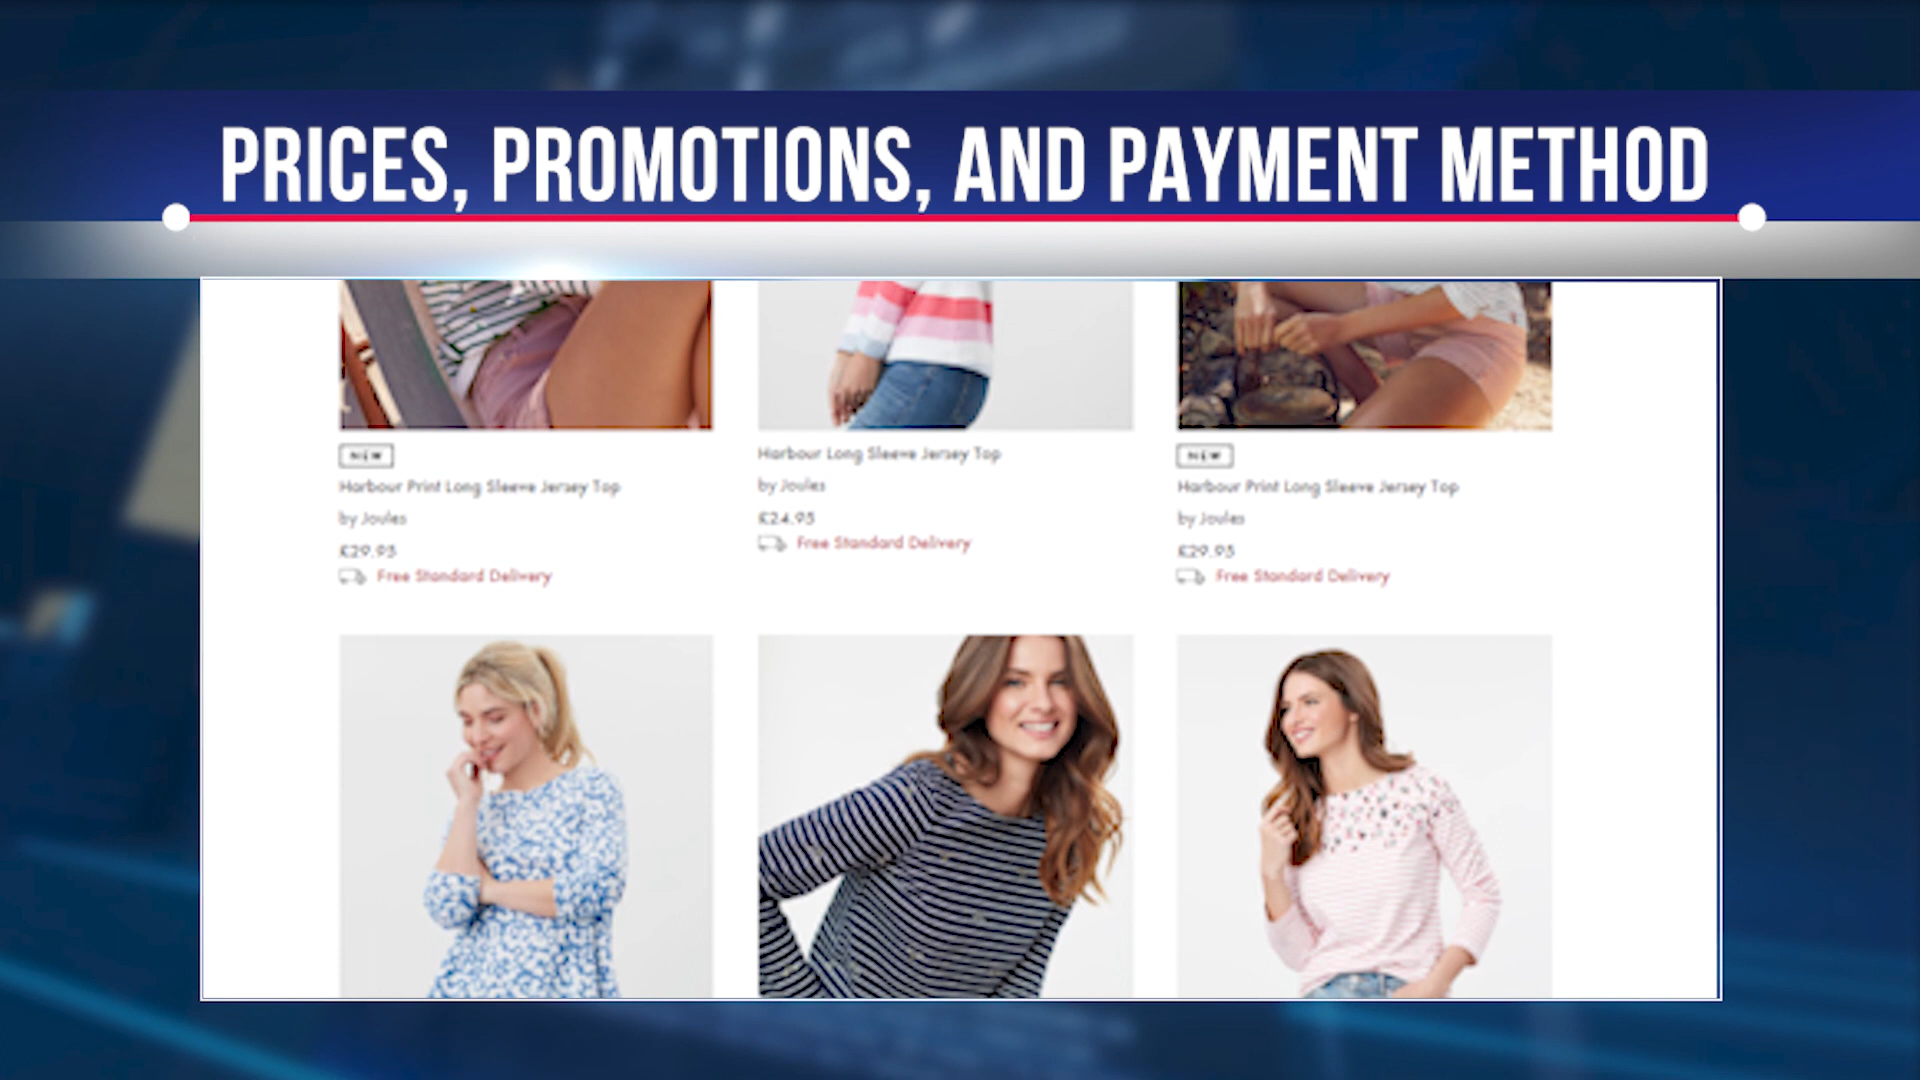 PRICES, PROMOTIONS, AND PAYMENT METHOD
NEW
Harbour Print Long Sleeve Jersey Top
by Joules
£29.95
Free Standard Delivery
Harbour Long Sleeve Jersey Top
by Joules
£24.95
Free Standard Delivery
NEW
Harbour Print Long Sleeve Jersey Top
by Joules
£29.95
Free Standard Delivery